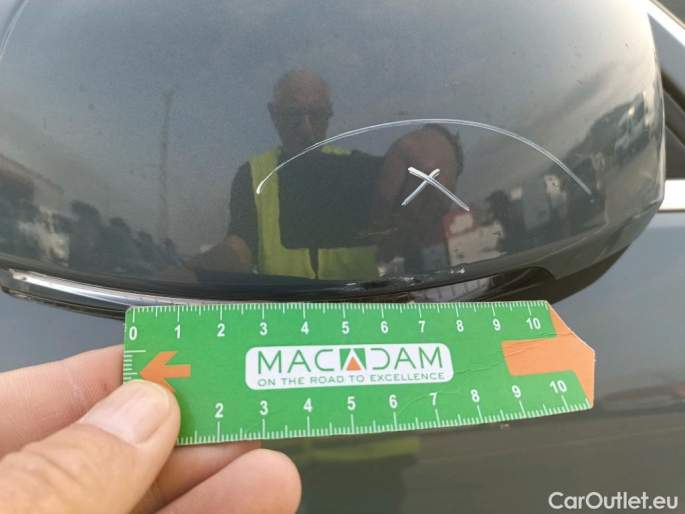 0 1 2 3 4 5 6 7 8 9 10
MACADAM
ON THE ROAD TO EXCELLENCE
2 3 4 5 6 7 8 9 10
CarOutlet.eu